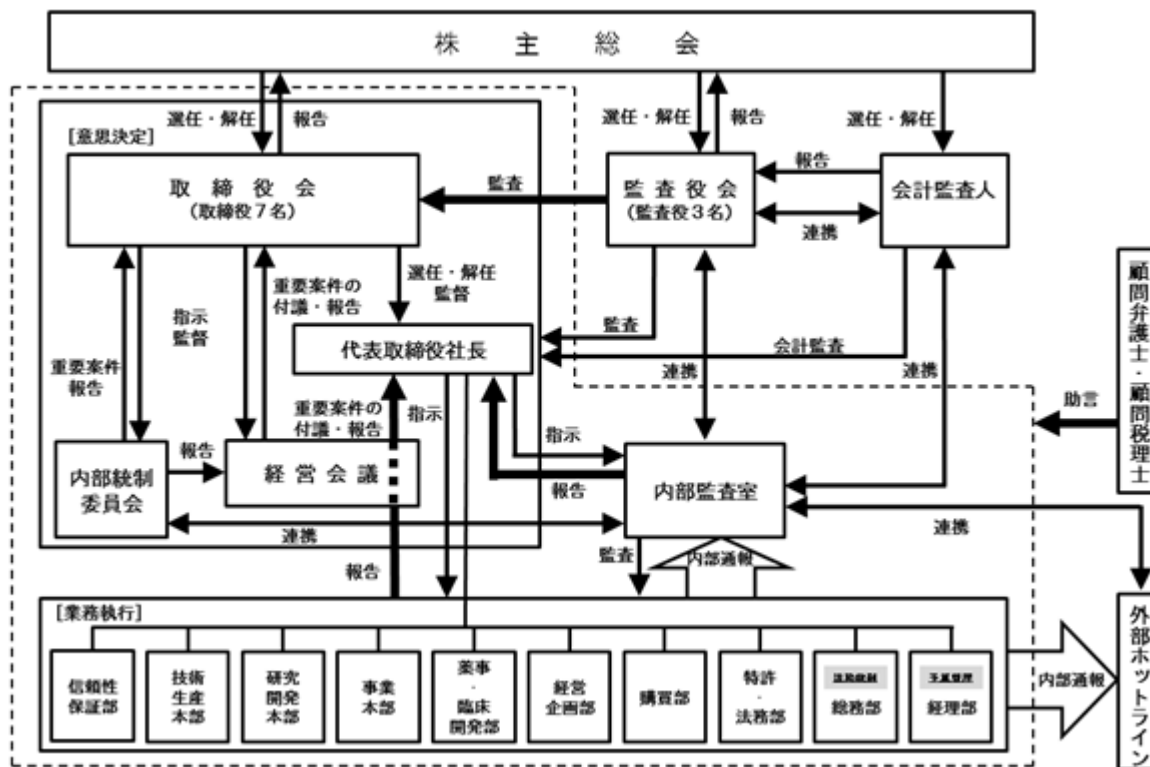 株主総会
選任・解任
報告
選任・解任
報告
選任・解任
[意思決定]
取締役会
(取締役7名)
監査
監査役会
(監査役3名)
報告
連携
会計監査人
重要案件
報告
指示
監督
重要案件の
付議・報告
選任・解任
監督
代表取締役社長
監査
会計監査
連携
連携
顧問弁護士・顧問税理士
助言
重要案件の
付議・報告
指示
指示
内部統制
委員会
報告
経営会議
報告
内部監査室
連携
連携
報告
監査
内部通報
[業務執行]
信頼性
保証部
技術
生産
本部
研究
開発
本部
事業
本部
薬事
・
臨床
開発部
経営
企画部
購買部
特許
・
法務部
総務部
予算管理
経理部
内部通報
外部ホットライン